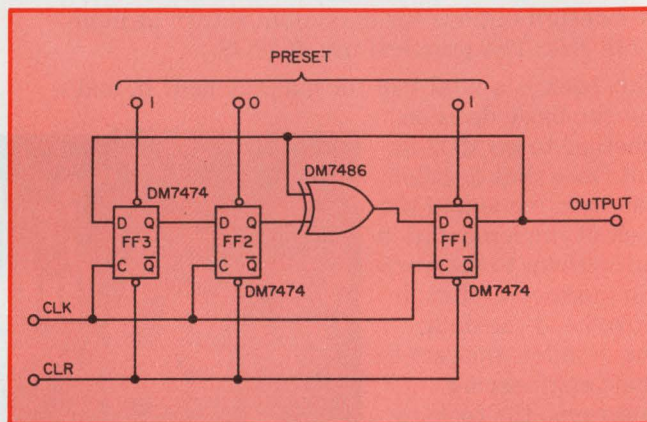 PRESET
1 0 1
DM7486
DM7474
OUTPUT
D Q D Q D Q
FF3 FF2 FF1
C Q̅ C Q̅ C Q̅
DM7474 DM7474
CLK
CLR